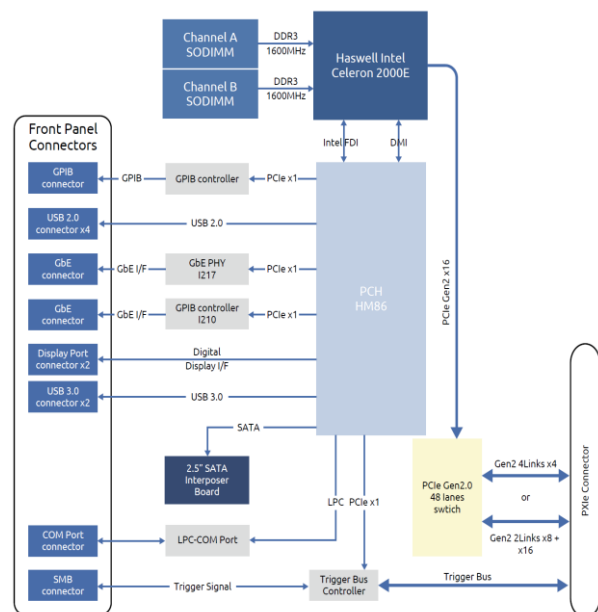 Channel A
SODIMM
DDR3
1600MHz
Channel B
SODIMM
DDR3
1600MHz
Haswell Intel
Celeron 2000E
Front Panel
Connectors
Intel FDI
DMI
GPIB
connector
GPIB
GPIB controller
PCIe x1
USB 2.0
connector x4
USB 2.0
GbE
connector
GbE I/F
GbE PHY
I217
PCIe x1
PCH
HM86
PCIe Gen2 x16
GbE
connector
GbE I/F
GPIB controller
I210
PCIe x1
Display Port
connector x2
Digital
Display I/F
USB 3.0
connector x2
USB 3.0
SATA
2.5" SATA
Interposer
Board
LPC
PCIe x1
PCIe Gen2.0
48 lanes
swtich
Gen2 4Links x4
or
Gen2 2Links x8 +
x16
PXIe Connector
COM Port
connector
LPC-COM Port
SMB
connector
Trigger Signal
Trigger Bus
Controller
Trigger Bus